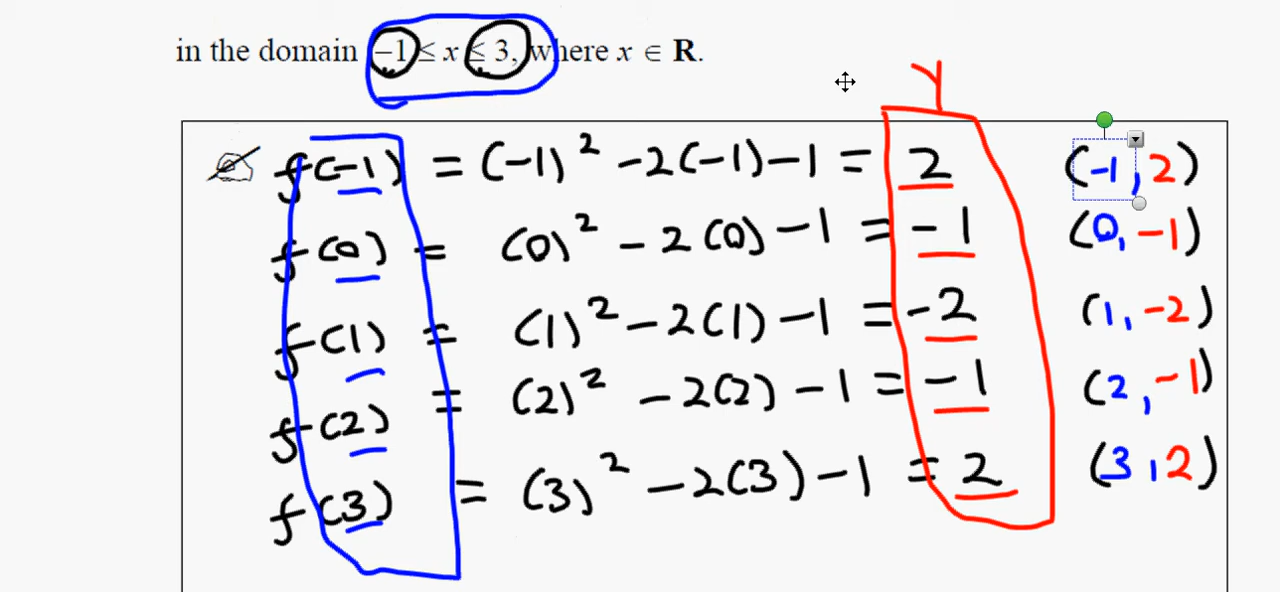 in the domain −1 ≤ x ≤ 3, where x ∈ R.
Y
f(-1) = (-1)² -2(-1)-1 = 2 (-1, 2)
f(0) = (0)² - 2(0) - 1 = -1 (0, -1)
f(1) = (1)² - 2(1) - 1 = -2 (1, -2)
f(2) = (2)² - 2(2) - 1 = -1 (2, -1)
f(3) = (3)² - 2(3) - 1 = 2 (3, 2)